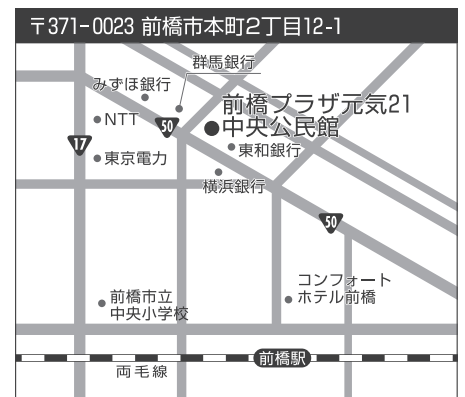 〒371-0023 前橋市本町2丁目12-1
群馬銀行
みずほ銀行
前橋プラザ元気21
中央公民館
NTT
50
17
東京電力
東和銀行
横浜銀行
50
コンフォート
ホテル前橋
前橋市立
中央小学校
前橋駅
両毛線